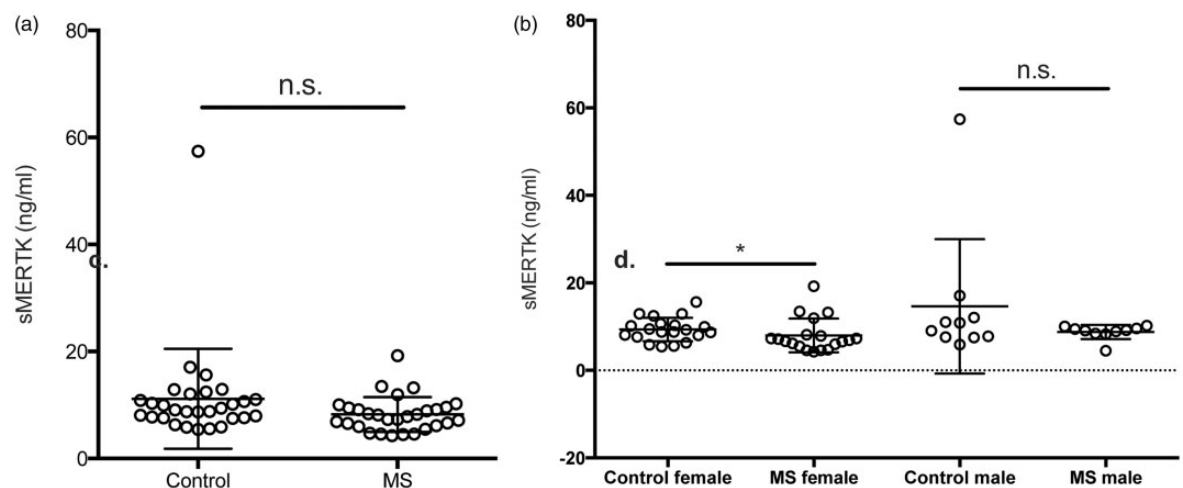 (a)
80
60
40
20
0
sMERTK (ng/ml)
n.s.
c.
Control
MS
(b)
80
60
40
20
0
-20
sMERTK (ng/ml)
d.
*
n.s.
Control female
MS female
Control male
MS male